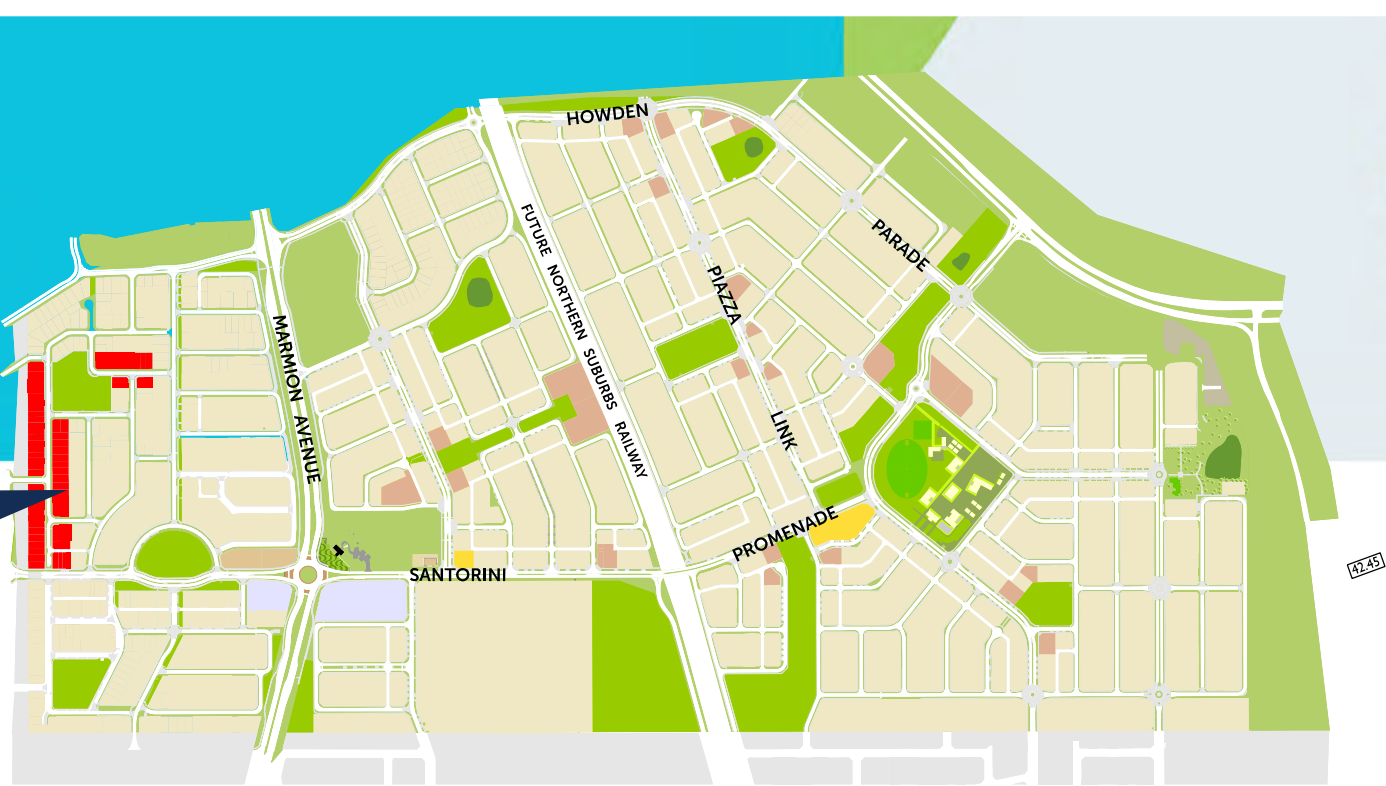 HOWDEN
PARADE
FUTURE NORTHERN SUBURBS RAILWAY
PIAZZA
LINK
MARMION AVENUE
PROMENADE
SANTORINI
42.45